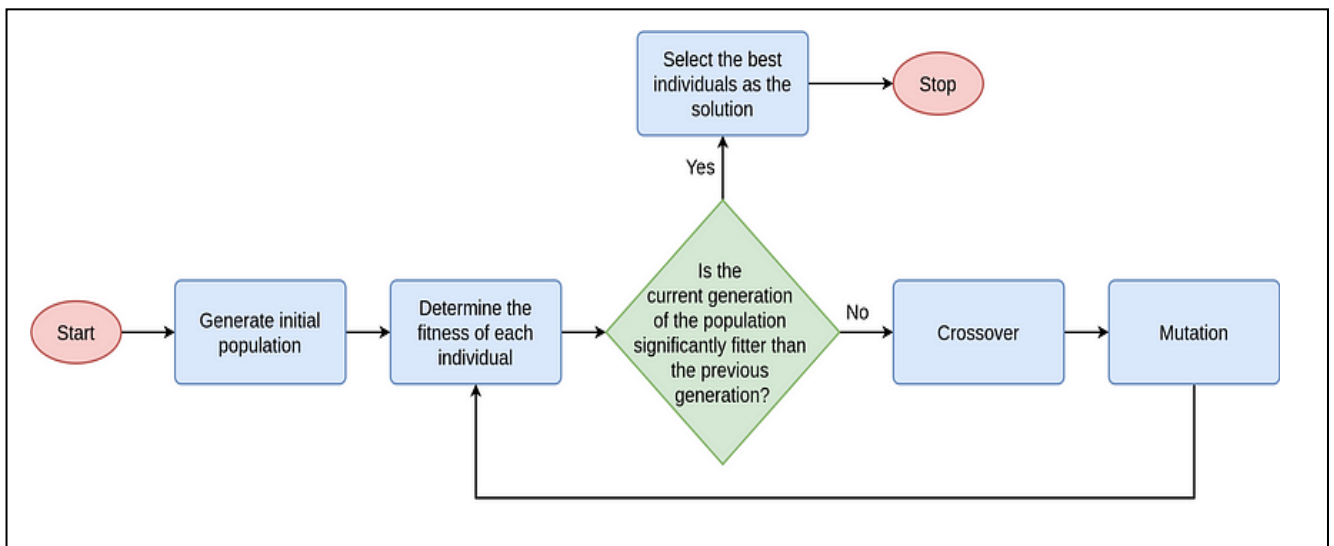 Select the best
individuals as the
solution
Stop
Yes
Start
Generate initial
population
Determine the
fitness of each
individual
Is the
current generation
of the population
significantly fitter than
the previous
generation?
No
Crossover
Mutation